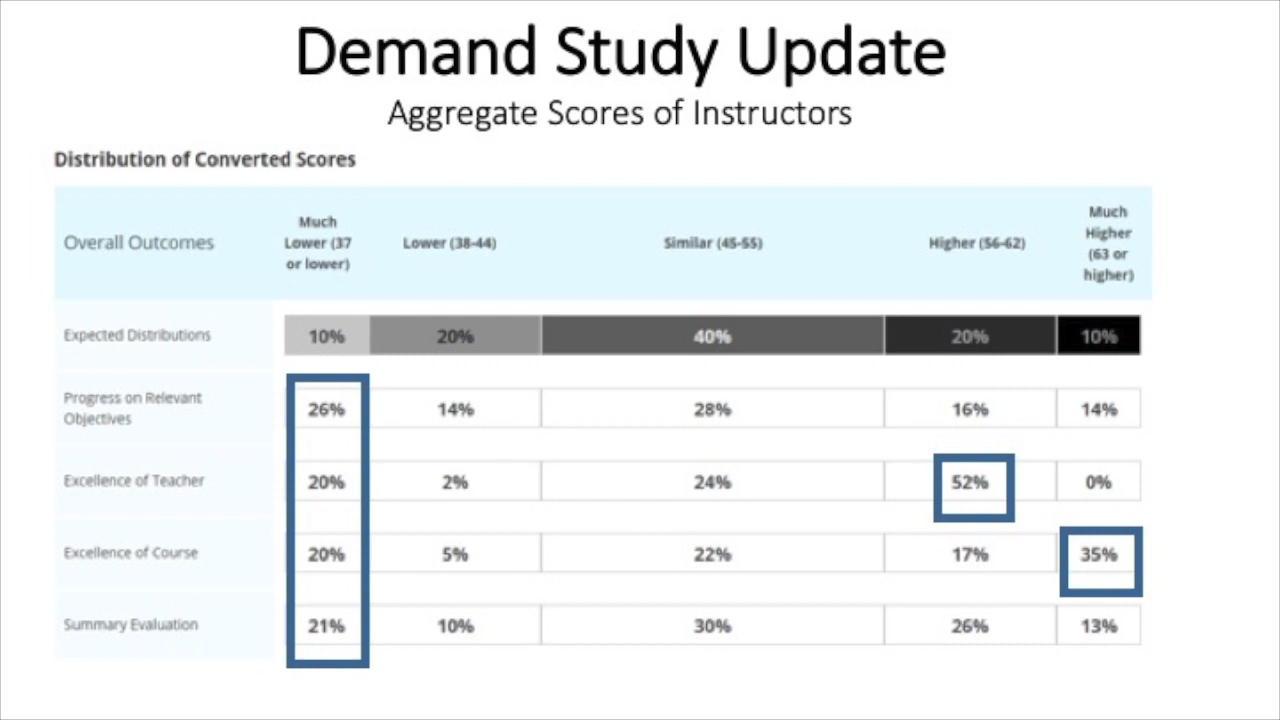 Demand Study Update
Aggregate Scores of Instructors
Distribution of Converted Scores
Overall Outcomes
Much
Lower (37
or lower)
Lower (38-44)
Similar (45-55)
Higher (56-62)
Much
Higher
(63 or
higher)
Expected Distributions
10%
20%
40%
20%
10%
Progress on Relevant
Objectives
26%
14%
28%
16%
14%
Excellence of Teacher
20%
2%
24%
52%
0%
Excellence of Course
20%
5%
22%
17%
35%
Summary Evaluation
21%
10%
30%
26%
13%